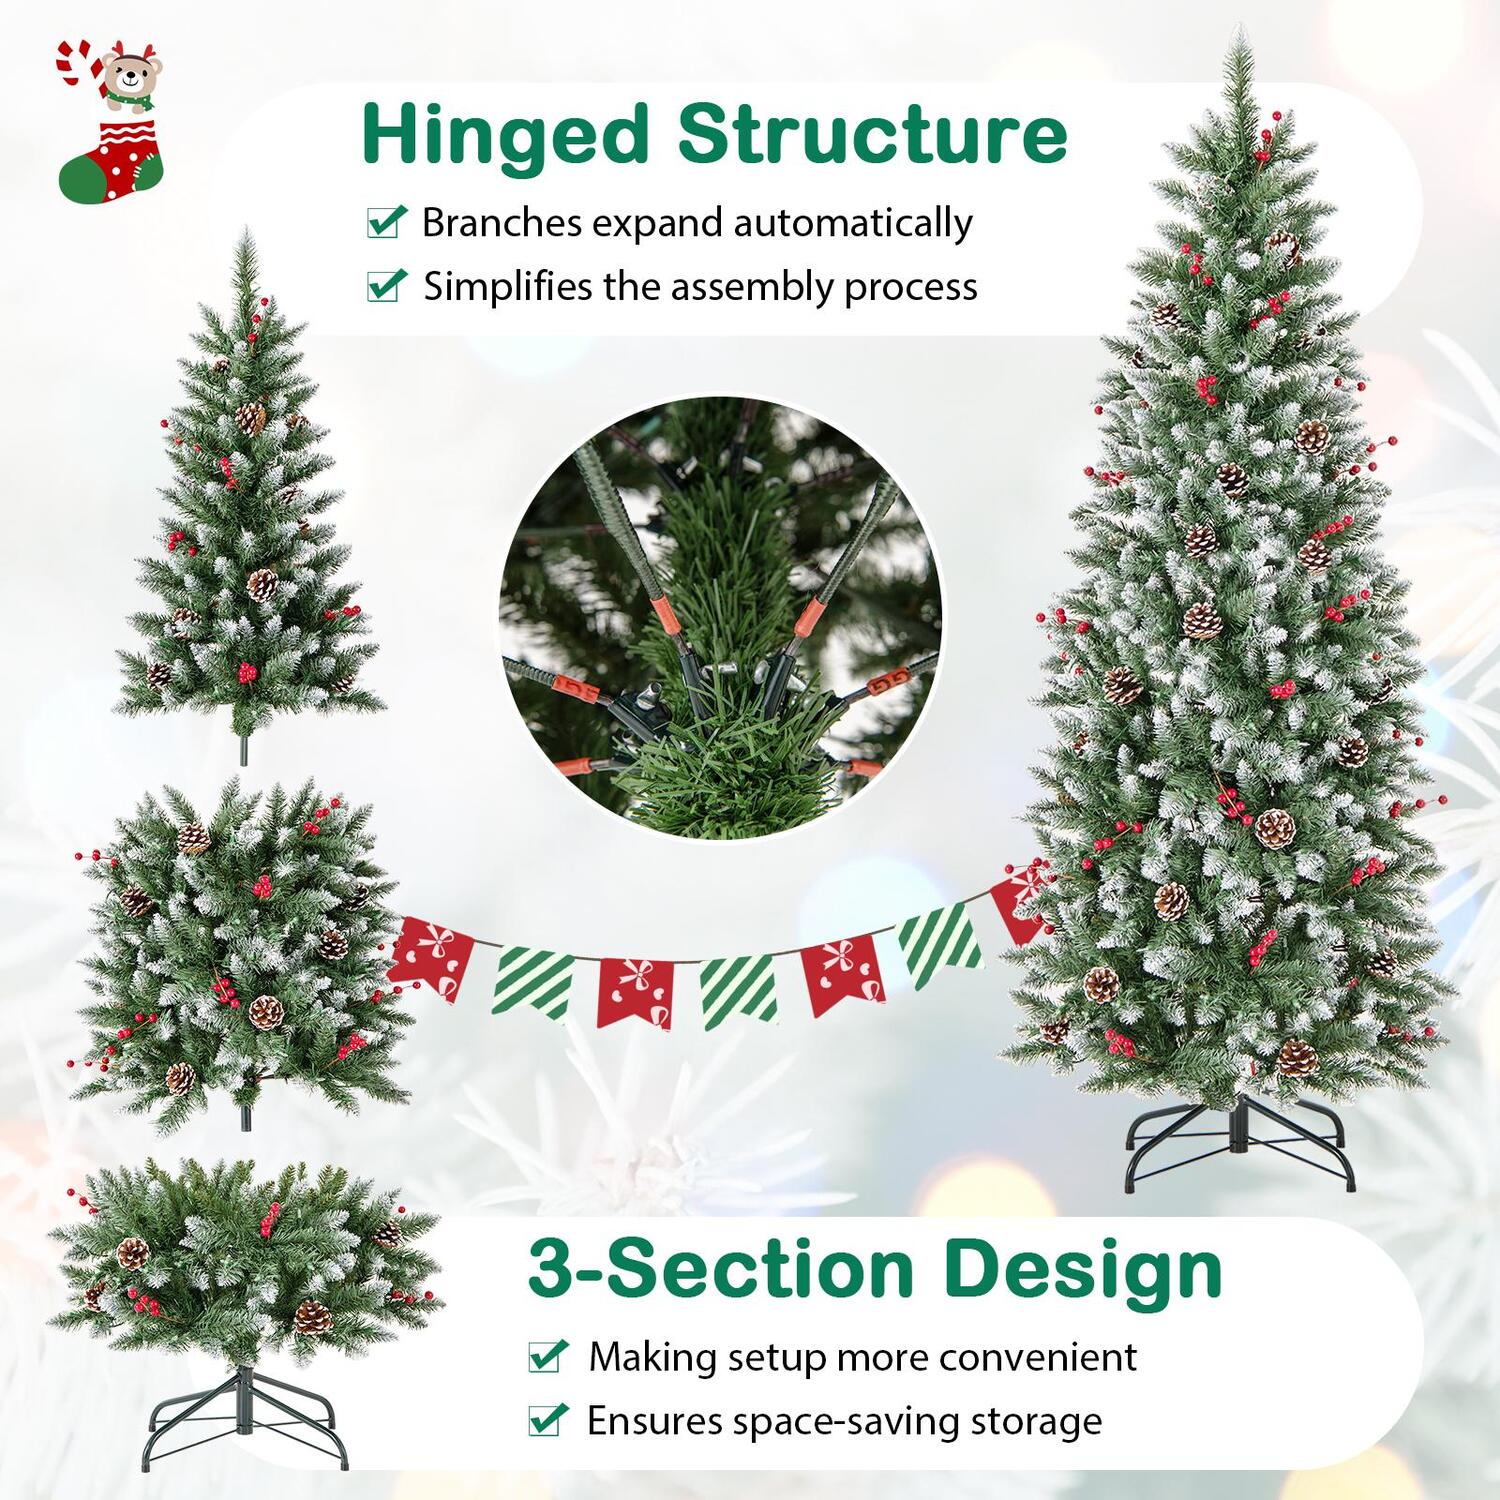 Hinged Structure
Branches expand automatically
Simplifies the assembly process
3-Section Design
Making setup more convenient
Ensures space-saving storage